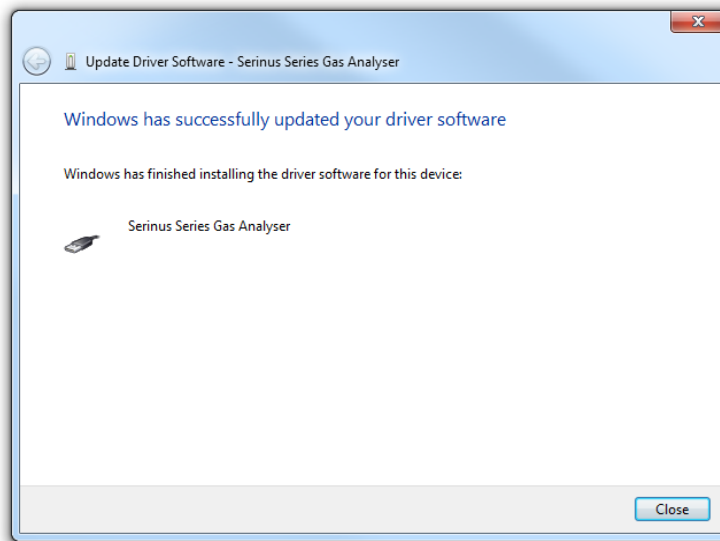 Update Driver Software - Serinus Series Gas Analyser
Windows has successfully updated your driver software
Windows has finished installing the driver software for this device:
Serinus Series Gas Analyser
Close